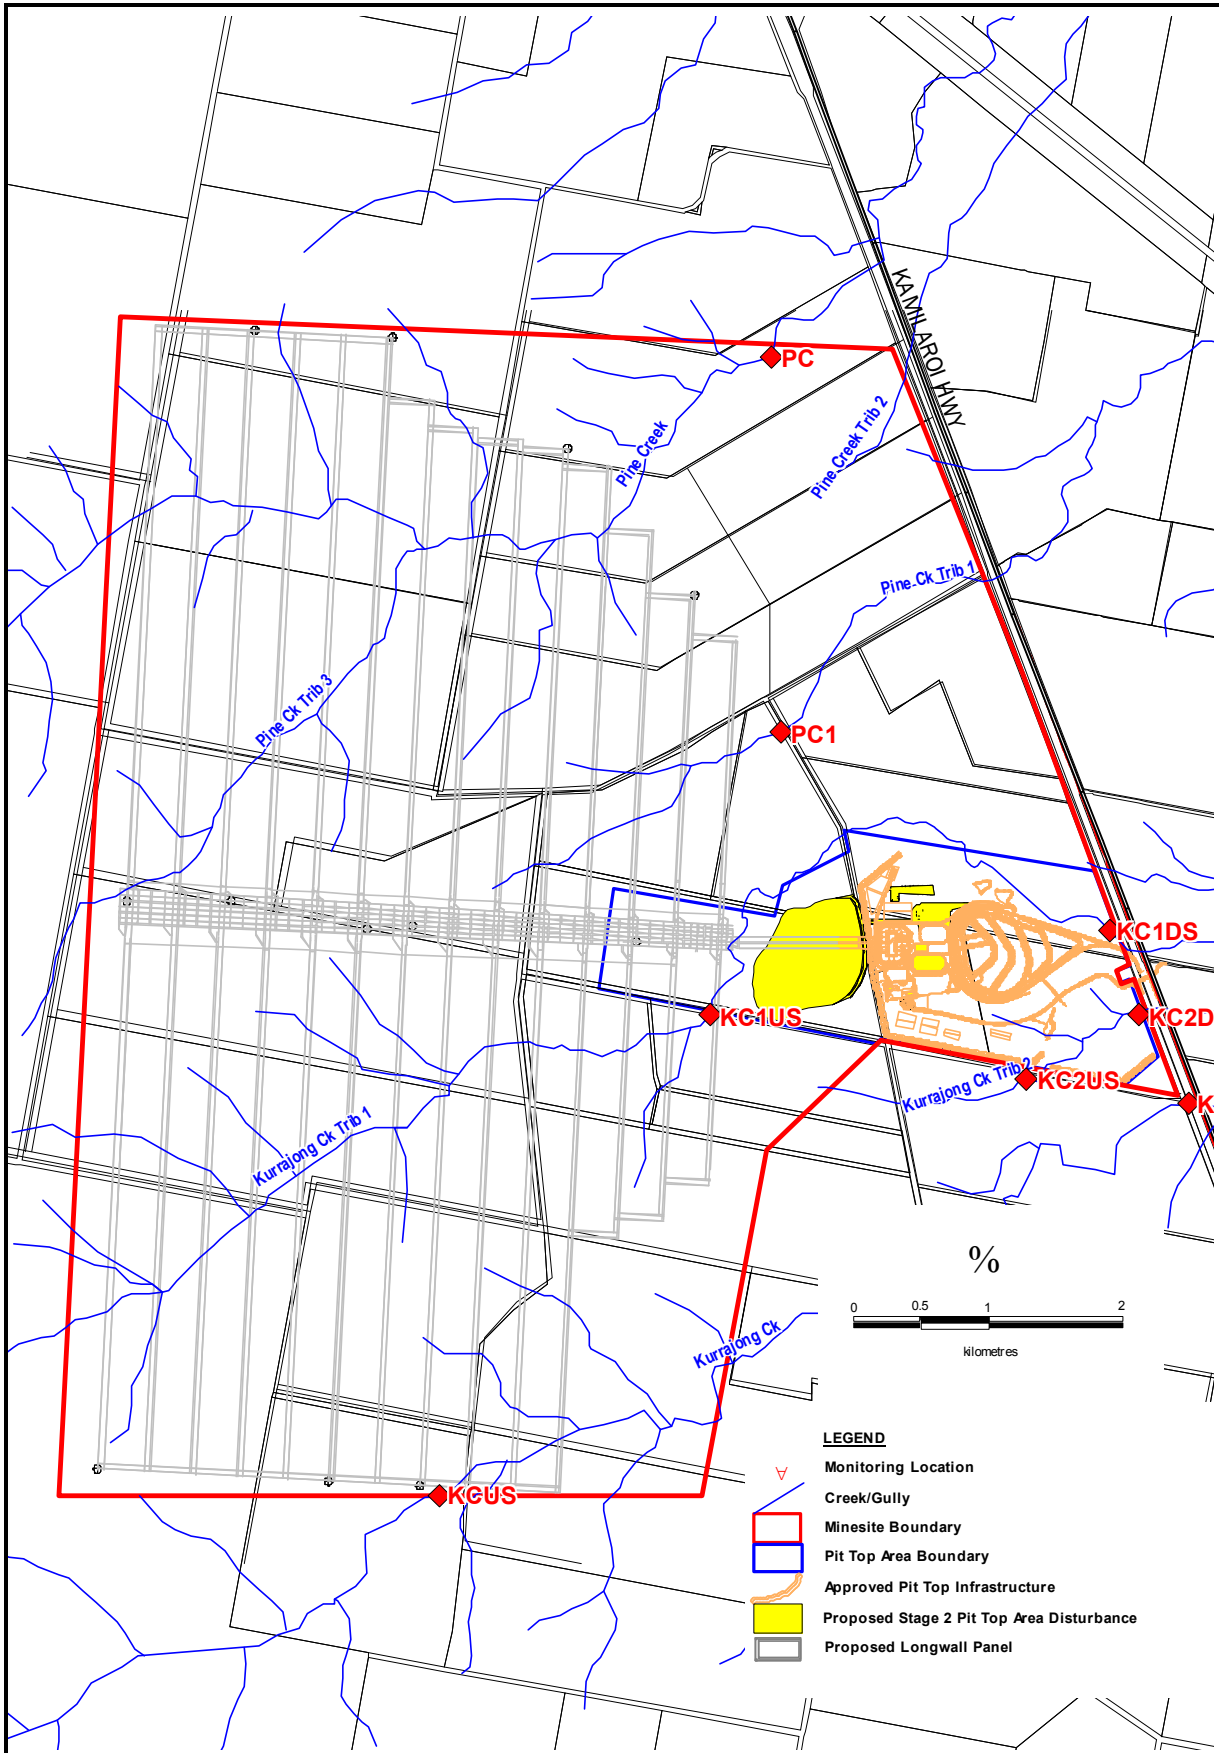 KAMILAROI HWY
PC
Pine Creek
Pine Creek Trib 2
Pine Ck Trib 1
Pine Ck Trib 3
PC1
KC1DS
KC1US
KC2D
KC2US
Kurrajong Ck Trib 2
K
Kurrajong Ck Trib 1
%
0 0.5 1 2
kilometres
Kurrajong Ck
KCUS
LEGEND
Monitoring Location
Creek/Gully
Minesite Boundary
Pit Top Area Boundary
Approved Pit Top Infrastructure
Proposed Stage 2 Pit Top Area Disturbance
Proposed Longwall Panel